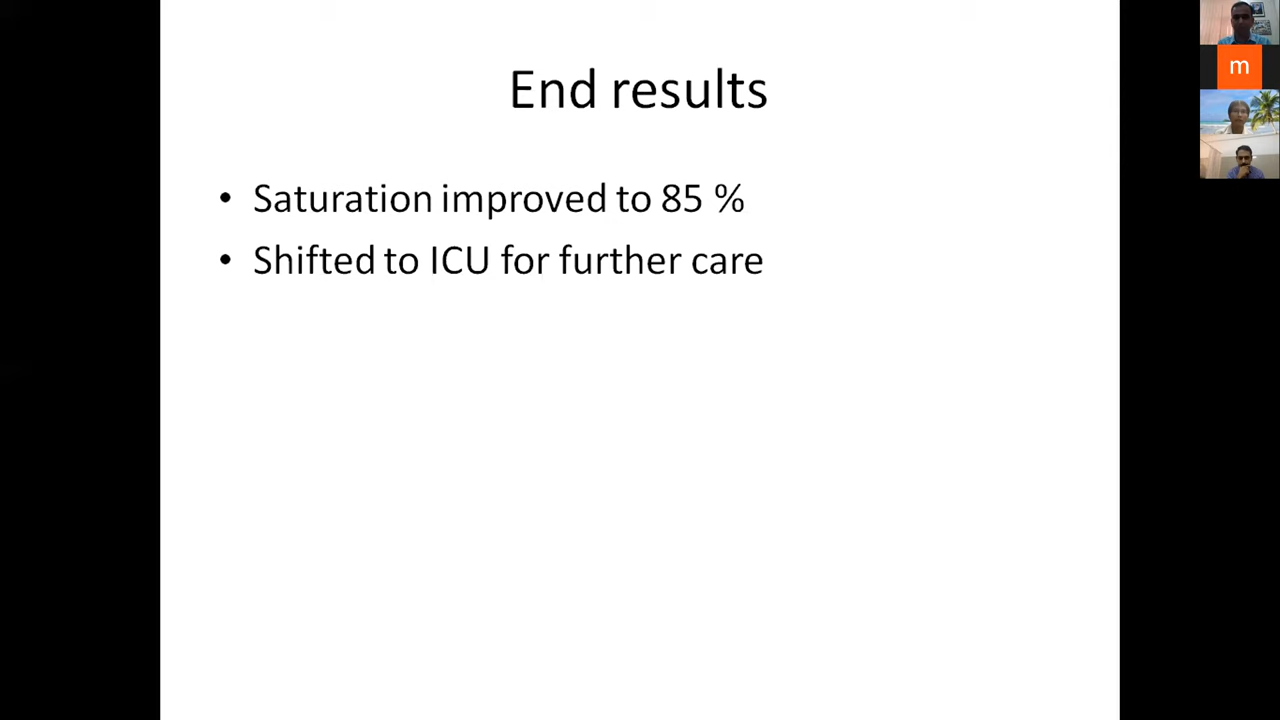 End results
• Saturation improved to 85 %
• Shifted to ICU for further care
m